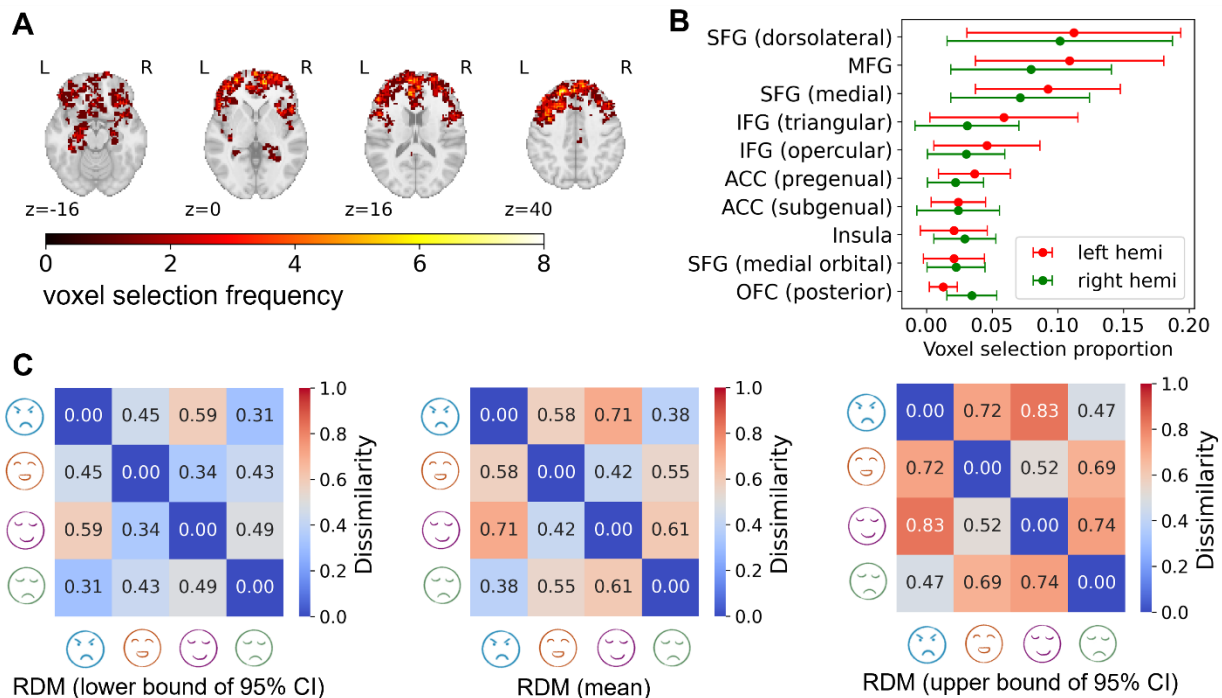 A
L R L R L R L R
z=-16 z=0 z=16 z=40
0 2 4 6 8
voxel selection frequency
B
SFG (dorsolateral)
MFG
SFG (medial)
IFG (triangular)
IFG (opercular)
ACC (pregenual)
ACC (subgenual)
Insula
SFG (medial orbital)
OFC (posterior)
left hemi
right hemi
0.00 0.05 0.10 0.15 0.20
Voxel selection proportion
C
0.00 0.45 0.59 0.31
0.45 0.00 0.34 0.43
0.59 0.34 0.00 0.49
0.31 0.43 0.49 0.00
1.0
0.8
0.6
0.4
0.2
0.0
Dissimilarity
RDM (lower bound of 95% CI)
0.00 0.58 0.71 0.38
0.58 0.00 0.42 0.55
0.71 0.42 0.00 0.61
0.38 0.55 0.61 0.00
1.0
0.8
0.6
0.4
0.2
0.0
Dissimilarity
RDM (mean)
0.00 0.72 0.83 0.47
0.72 0.00 0.52 0.69
0.83 0.52 0.00 0.74
0.47 0.69 0.74 0.00
1.0
0.8
0.6
0.4
0.2
0.0
Dissimilarity
RDM (upper bound of 95% CI)